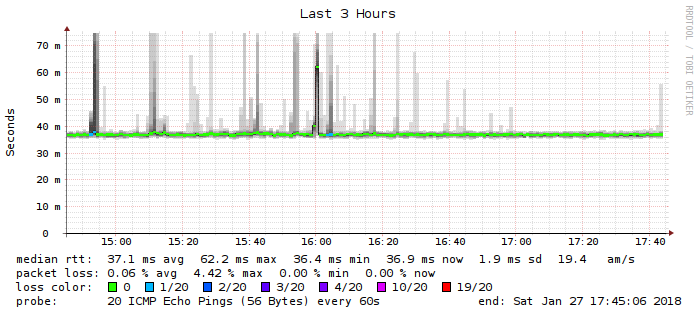 Last 3 Hours
RRDTOOL / TOBI OETIKER
Seconds
70 m
60 m
50 m
40 m
30 m
20 m
10 m
0
15:00 15:20 15:40 16:00 16:20 16:40 17:00 17:20 17:40
median rtt: 37.1 ms avg 62.2 ms max 36.4 ms min 36.9 ms now 1.9 ms sd 19.4 am/s
packet loss: 0.06 % avg 4.42 % max 0.00 % min 0.00 % now
loss color: 0 1/20 2/20 3/20 4/20 10/20 19/20
probe: 20 ICMP Echo Pings (56 Bytes) every 60s end: Sat Jan 27 17:45:06 2018